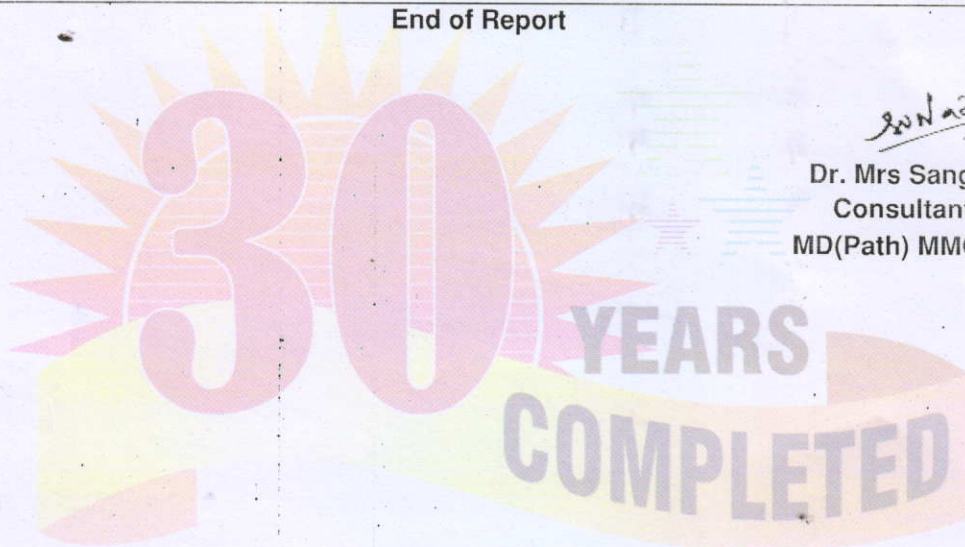 End of Report
Dr. Mrs Sang
Consultant
MD(Path) MM
30
YEARS
COMPLETED